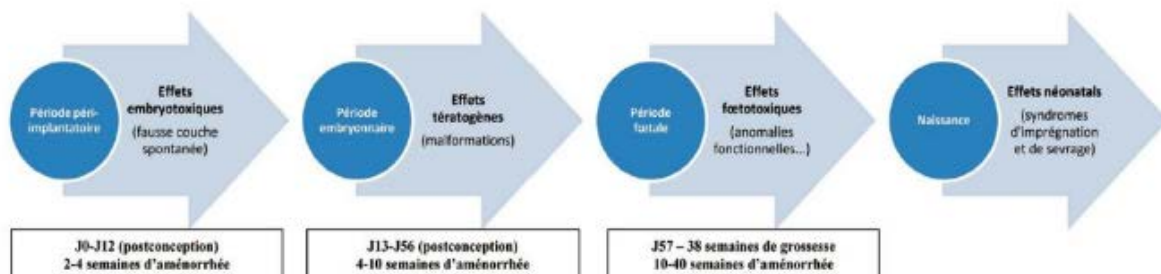 Période péri-
implantatoire
Effets
embryotoxiques
(fausse couche
spontanée)
J0-J12 (postconception)
2-4 semaines d'aménorrhée
Période
embryonnaire
Effets
tératogènes
(malformations)
J13-J56 (postconception)
4-10 semaines d'aménorrhée
Période
fœtale
Effets
fœtotoxiques
(anomalies
fonctionnelles...)
J57 – 38 semaines de grossesse
10-40 semaines d'aménorrhée
Naissance
Effets néonatals
(syndromes
d'imprégnation
et de sevrage)